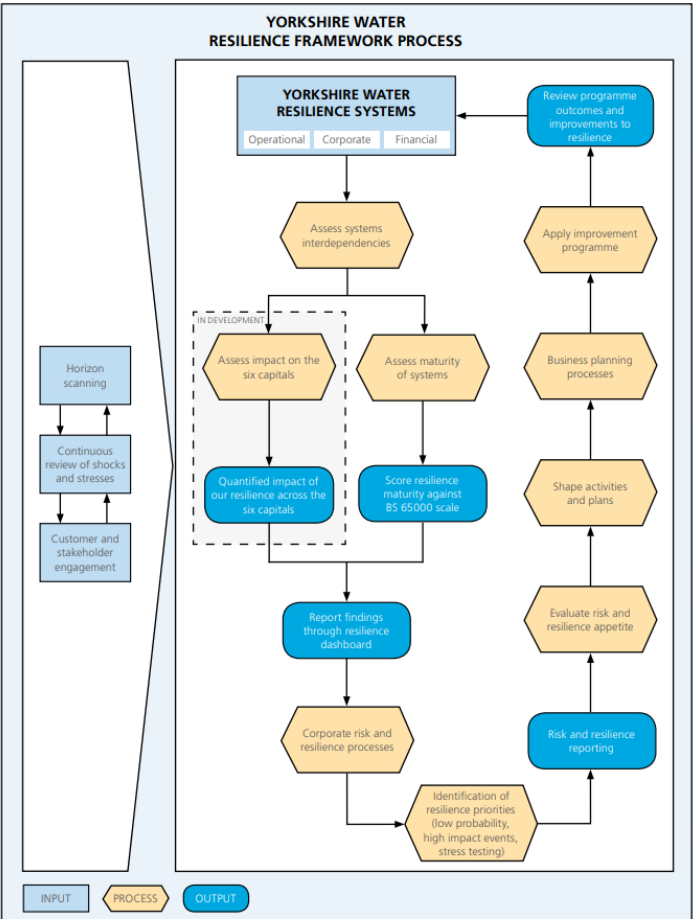 YORKSHIRE WATER
RESILIENCE FRAMEWORK PROCESS
YORKSHIRE WATER
RESILIENCE SYSTEMS
Operational
Corporate
Financial
Review programme
outcomes and
improvements to
resilience
Assess systems
interdependencies
Apply improvement
programme
IN DEVELOPMENT
Assess impact on the
six capitals
Assess maturity
of systems
Business planning
processes
Horizon
scanning
Continuous
review of shocks
and stresses
Customer and
stakeholder
engagement
Quantified impact of
our resilience across the
six capitals
Score resilience
maturity against
BS 65000 scale
Shape activities
and plans
Report findings
through resilience
dashboard
Evaluate risk and
resilience appetite
Corporate risk and
resilience processes
Risk and resilience
reporting
Identification of
resilience priorities
(low probability,
high impact events,
stress testing)
INPUT
PROCESS
OUTPUT